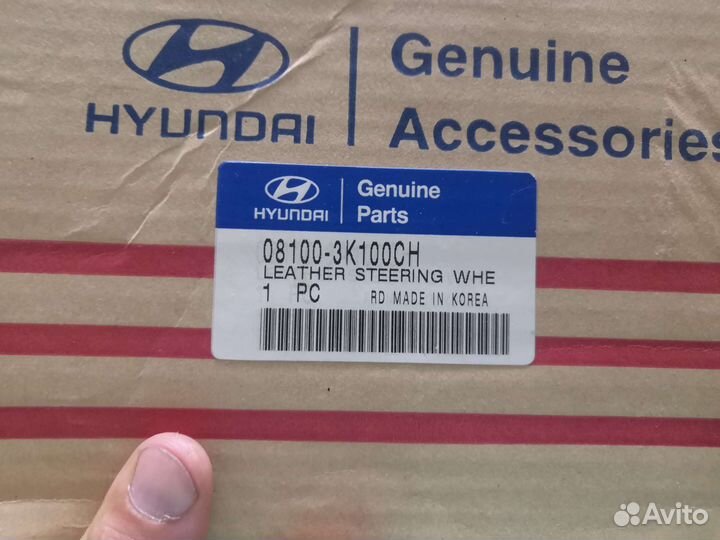 HYUNDAI
Genuine
Accessories
HYUNDAI
Genuine
Parts
08100-3K100CH
LEATHER STEERING WHE
1 PC RD MADE IN KOREA
Avito